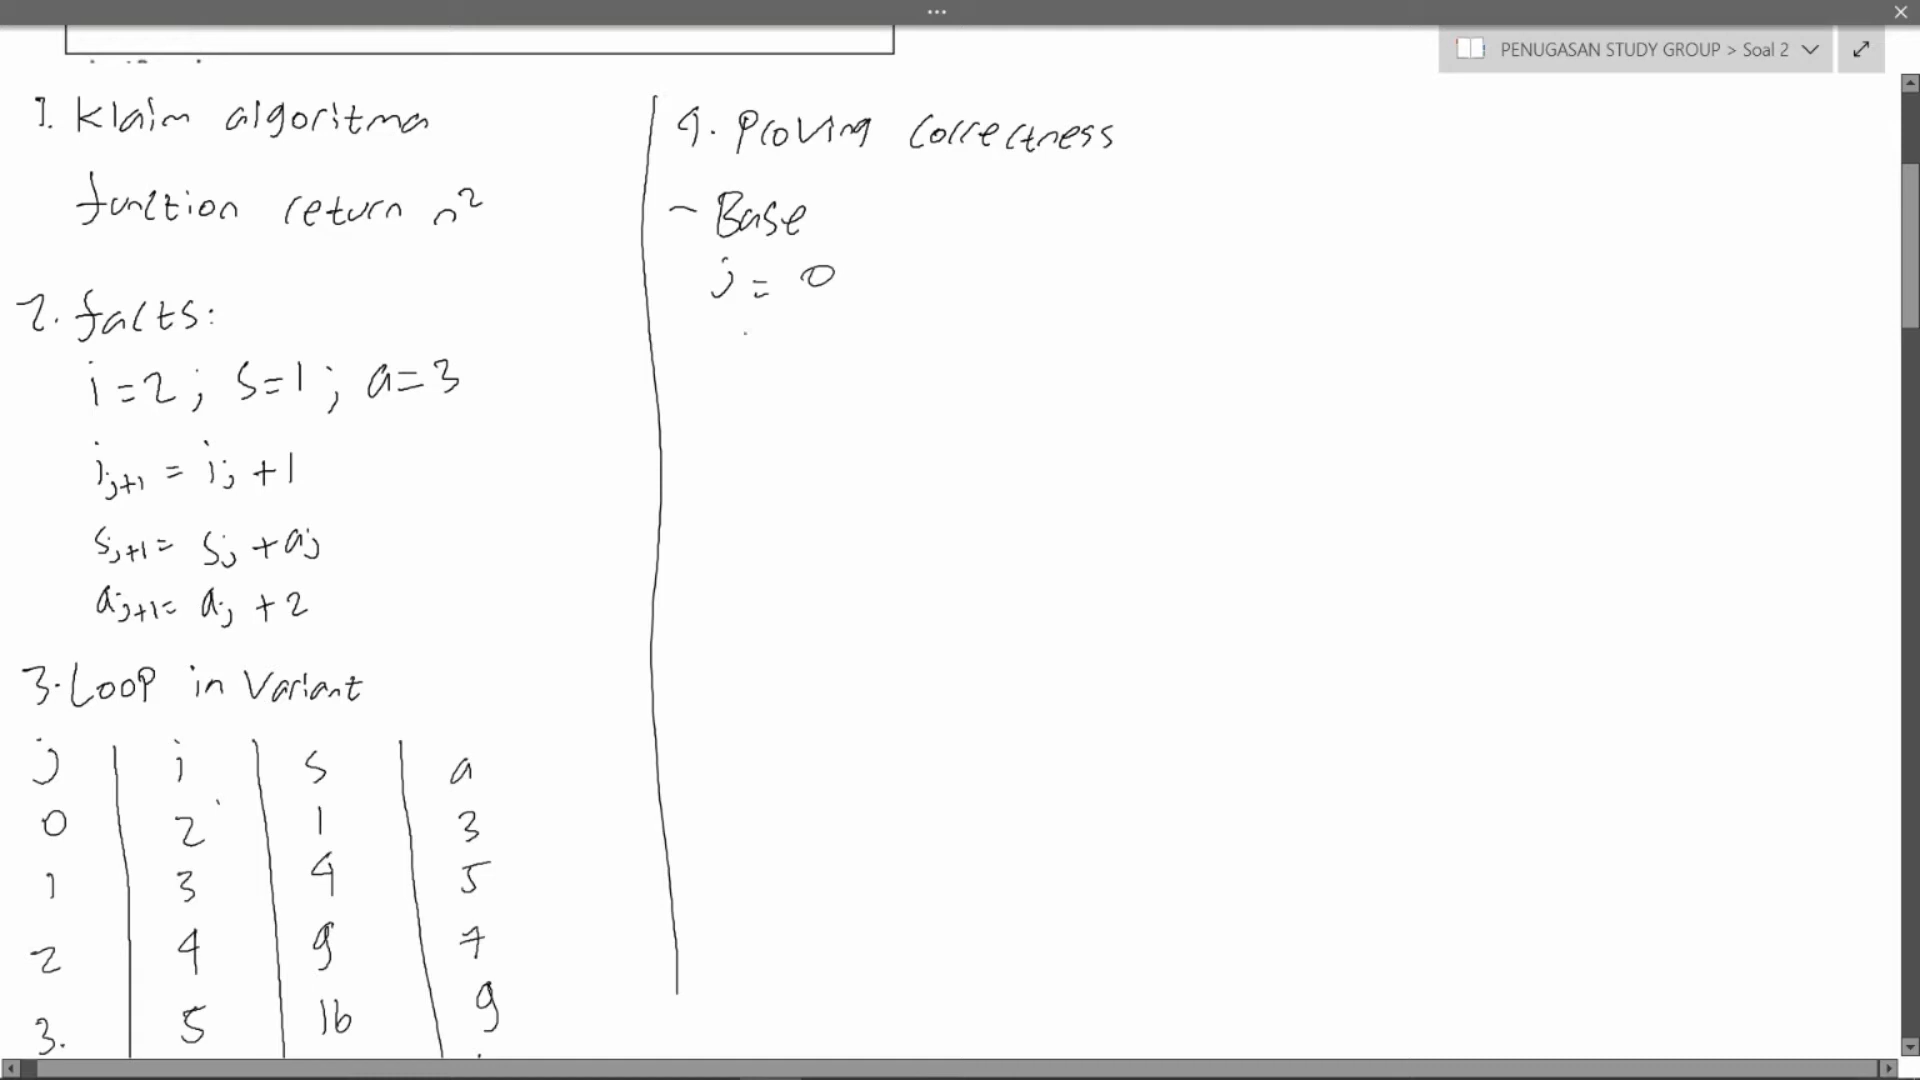 PENUGASAN STUDY GROUP > Soal 2
1. Klaim algoritma
function return n²
2. facts:
i = 2 ; s = 1 ; a = 3
i_{j+1} = i_j + 1
s_{j+1} = s_j + a_j
a_{j+1} = a_j + 2
3. Loop in Variant
j | i | s | a
0 | 2 | 1 | 3
1 | 3 | 4 | 5
2 | 4 | 9 | 7
3. | 5 | 16 | 9
4. Proving Correctness
- Base
j = 0